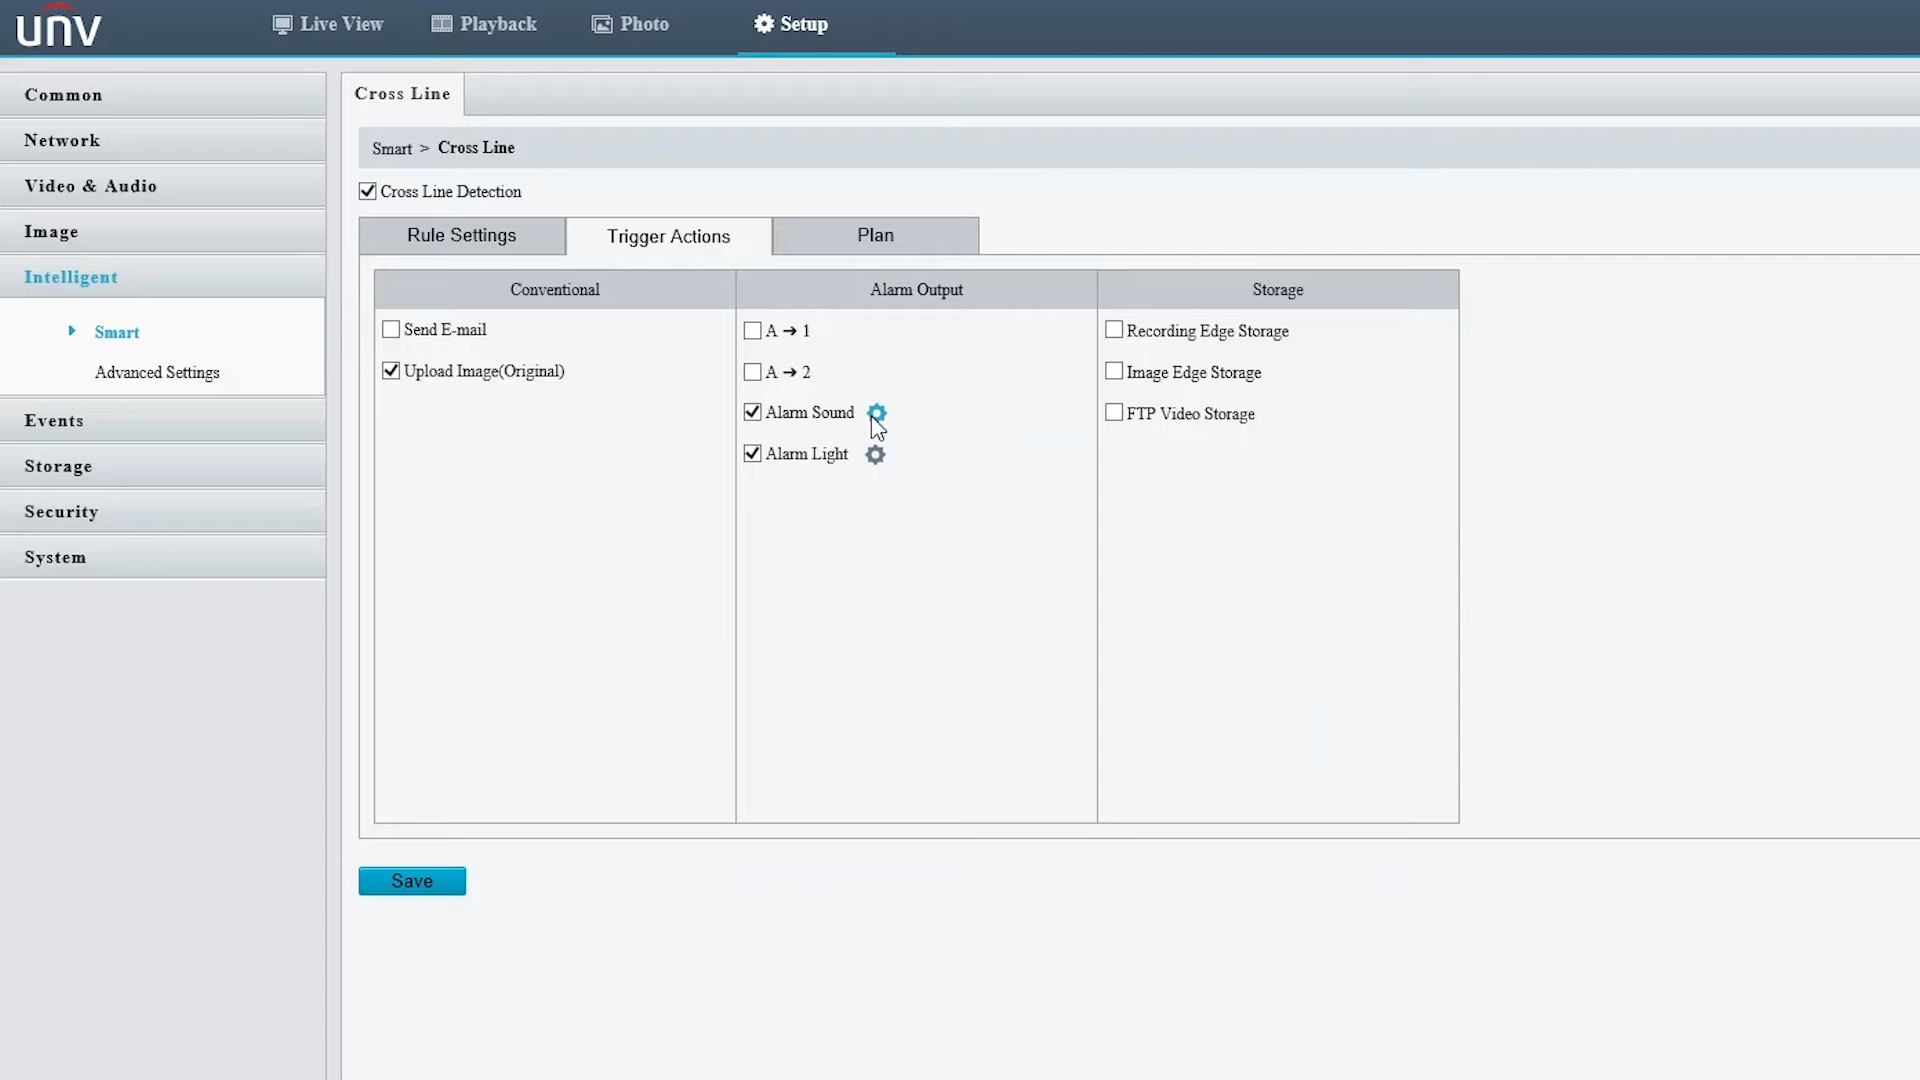 unv
Live View
Playback
Photo
Setup
Common
Network
Video & Audio
Image
Intelligent
Smart
Advanced Settings
Events
Storage
Security
System
Cross Line
Smart > Cross Line
Cross Line Detection
Rule Settings
Trigger Actions
Plan
Conventional
Alarm Output
Storage
Send E-mail
A ➔ 1
Recording Edge Storage
Upload Image(Original)
A ➔ 2
Image Edge Storage
Alarm Sound
FTP Video Storage
Alarm Light
Save